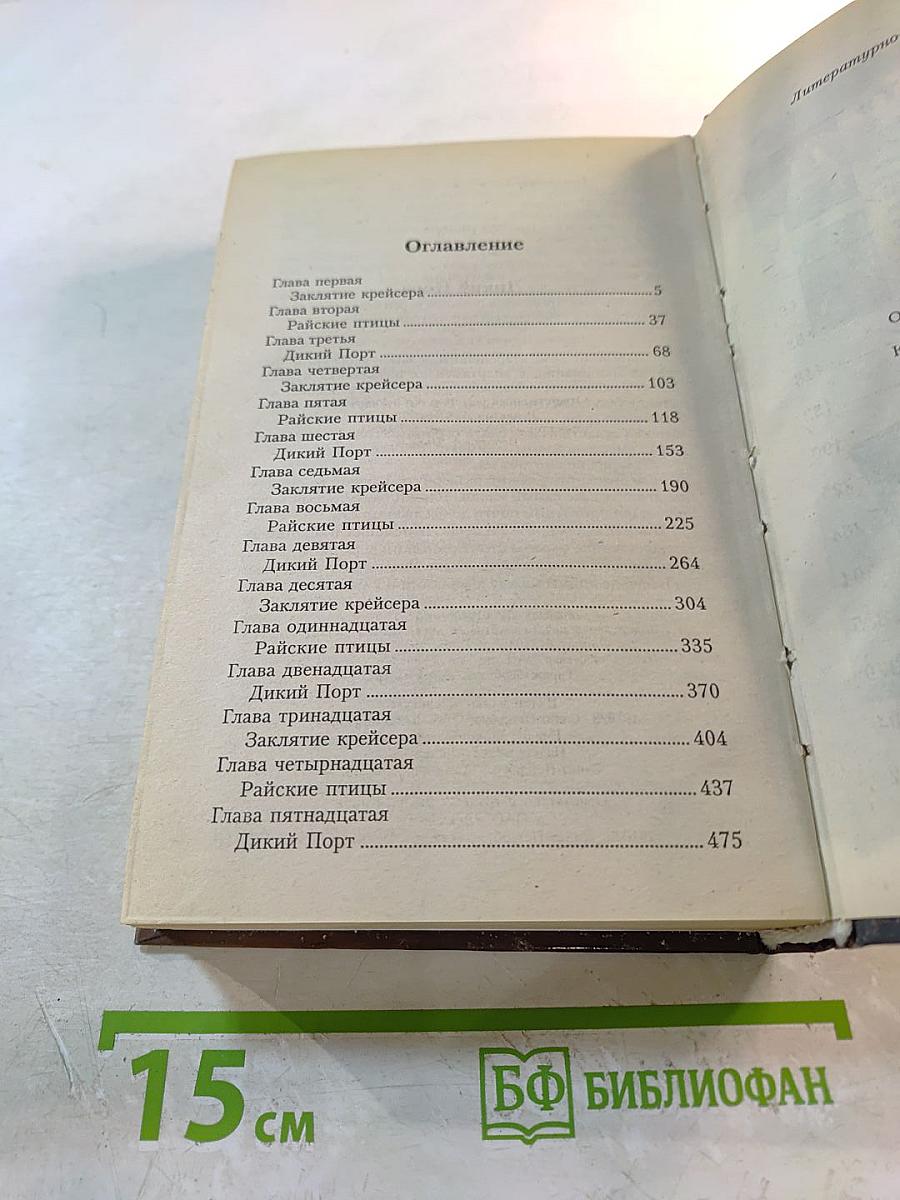 Литературно
Оглавление
Глава первая
Заклятие крейсера ........ 5
Глава вторая
Райские птицы ........ 37
Глава третья
Дикий Порт ........ 68
Глава четвертая
Заклятие крейсера ........ 103
Глава пятая
Райские птицы ........ 118
Глава шестая
Дикий Порт ........ 153
Глава седьмая
Заклятие крейсера ........ 190
Глава восьмая
Райские птицы ........ 225
Глава девятая
Дикий Порт ........ 264
Глава десятая
Заклятие крейсера ........ 304
Глава одиннадцатая
Райские птицы ........ 335
Глава двенадцатая
Дикий Порт ........ 370
Глава тринадцатая
Заклятие крейсера ........ 404
Глава четырнадцатая
Райские птицы ........ 437
Глава пятнадцатая
Дикий Порт ........ 475
15 см
БФ БИБЛИОФАН